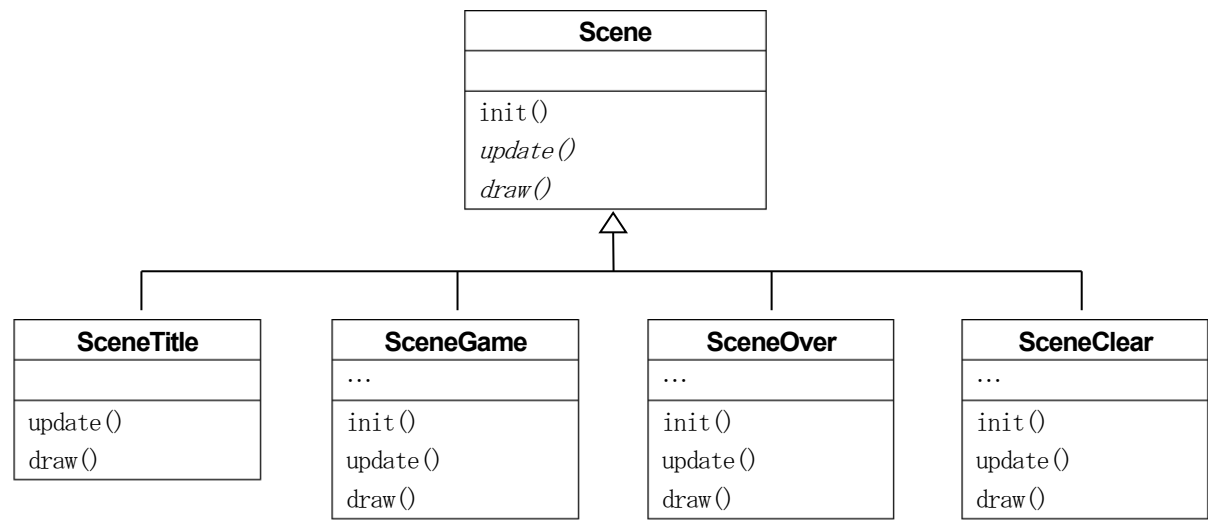 Scene
init()
update()
draw()
SceneTitle
update()
draw()
SceneGame
...
init()
update()
draw()
SceneOver
...
init()
update()
draw()
SceneClear
...
init()
update()
draw()